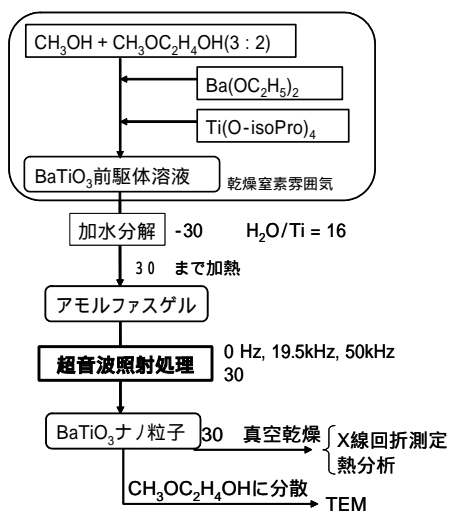 CH₃OH + CH₃OC₂H₄OH(3 : 2)
Ba(OC₂H₅)₂
Ti(O-isoPro)₄
BaTiO₃前駆体溶液
乾燥窒素雰囲気
加水分解 -30 H₂O/Ti = 16
30 まで加熱
アモルファスゲル
超音波照射処理
0 Hz, 19.5kHz, 50kHz
30
BaTiO₃ナノ粒子 30 真空乾燥
X線回折測定
熱分析
CH₃OC₂H₄OHに分散
TEM